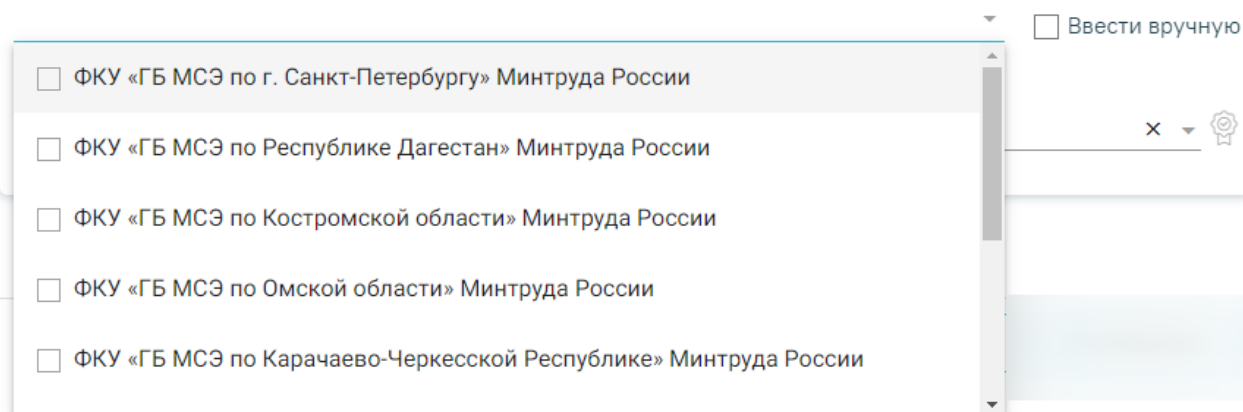 Ввести вручную
ФКУ «ГБ МСЭ по г. Санкт-Петербургу» Минтруда России
ФКУ «ГБ МСЭ по Республике Дагестан» Минтруда России
ФКУ «ГБ МСЭ по Костромской области» Минтруда России
ФКУ «ГБ МСЭ по Омской области» Минтруда России
ФКУ «ГБ МСЭ по Карачаево-Черкесской Республике» Минтруда России